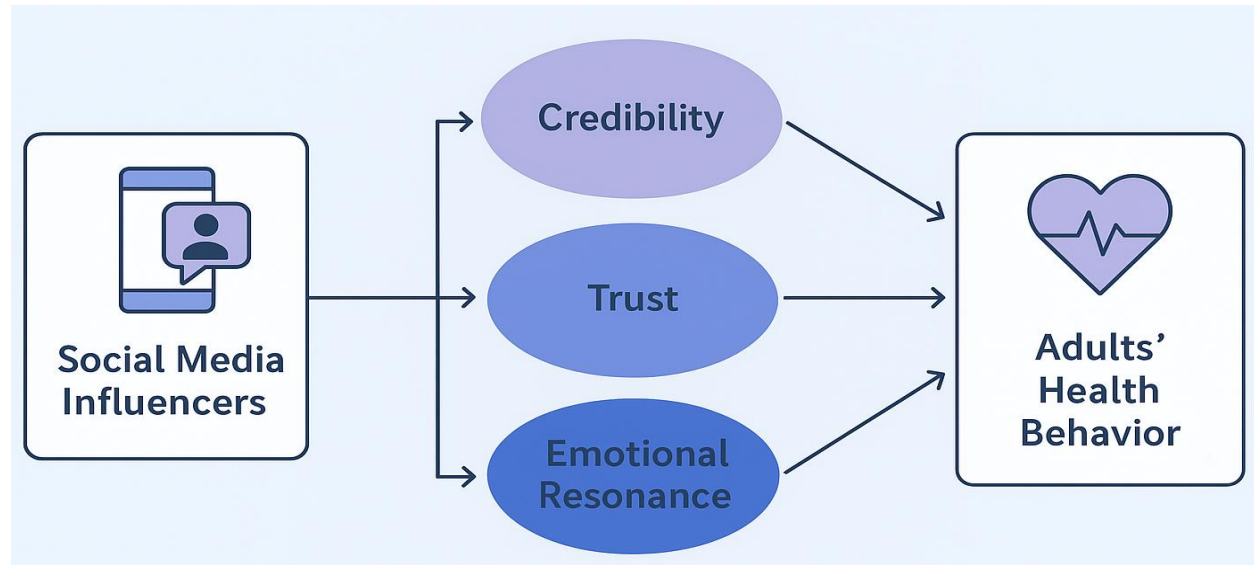 Social Media
Influencers
Credibility
Trust
Emotional
Resonance
Adults’
Health
Behavior